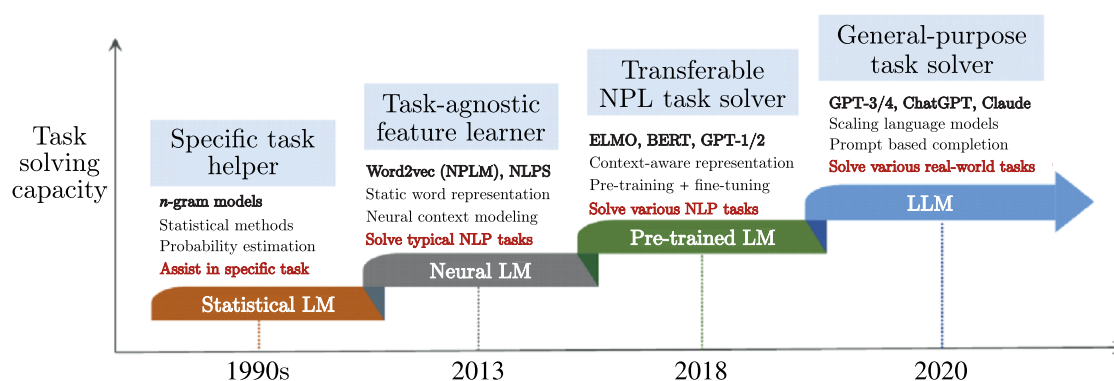 Task
solving
capacity
Specific task
helper
n-gram models
Statistical methods
Probability estimation
Assist in specific task
Statistical LM
1990s
Task-agnostic
feature learner
Word2vec (NPLM), NLPS
Static word representation
Neural context modeling
Solve typical NLP tasks
Neural LM
2013
Transferable
NPL task solver
ELMO, BERT, GPT-1/2
Context-aware representation
Pre-training + fine-tuning
Solve various NLP tasks
Pre-trained LM
2018
General-purpose
task solver
GPT-3/4, ChatGPT, Claude
Scaling language models
Prompt based completion
Solve various real-world tasks
LLM
2020